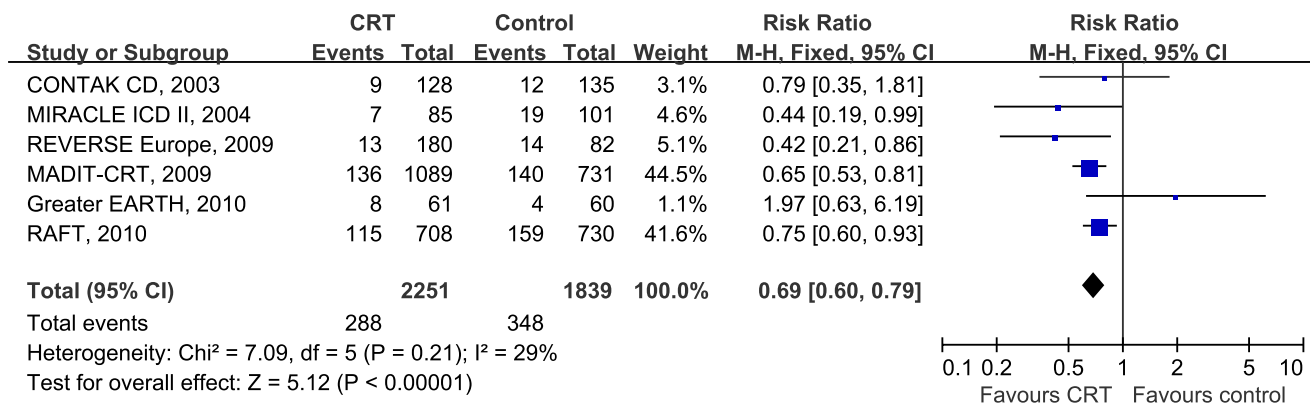 CRT Control Risk Ratio Risk Ratio
Study or Subgroup Events Total Events Total Weight M-H, Fixed, 95% CI M-H, Fixed, 95% CI
CONTAK CD, 2003 9 128 12 135 3.1% 0.79 [0.35, 1.81]
MIRACLE ICD II, 2004 7 85 19 101 4.6% 0.44 [0.19, 0.99]
REVERSE Europe, 2009 13 180 14 82 5.1% 0.42 [0.21, 0.86]
MADIT-CRT, 2009 136 1089 140 731 44.5% 0.65 [0.53, 0.81]
Greater EARTH, 2010 8 61 4 60 1.1% 1.97 [0.63, 6.19]
RAFT, 2010 115 708 159 730 41.6% 0.75 [0.60, 0.93]
Total (95% CI) 2251 1839 100.0% 0.69 [0.60, 0.79]
Total events 288 348
Heterogeneity: Chi² = 7.09, df = 5 (P = 0.21); I² = 29%
Test for overall effect: Z = 5.12 (P < 0.00001)
0.1 0.2 0.5 1 2 5 10
Favours CRT Favours control